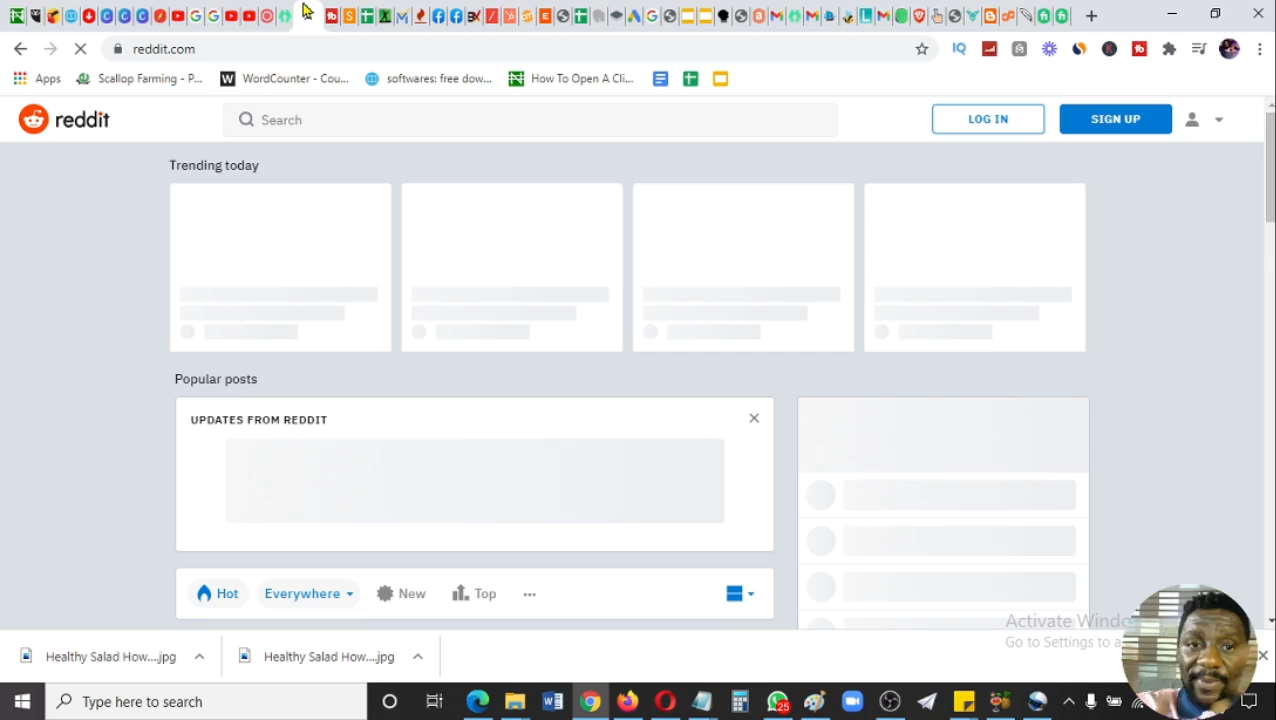 reddit.com
Apps
Scallop Farming - P...
WordCounter - Cou...
softwares: free dow...
How To Open A Cli...
reddit
Search
LOG IN
SIGN UP
Trending today
Popular posts
UPDATES FROM REDDIT
Hot
Everywhere
New
Top
Activate Windo
Go to Settings to a
Healthy Salad How....jpg
Healthy Salad How....jpg
Type here to search
25